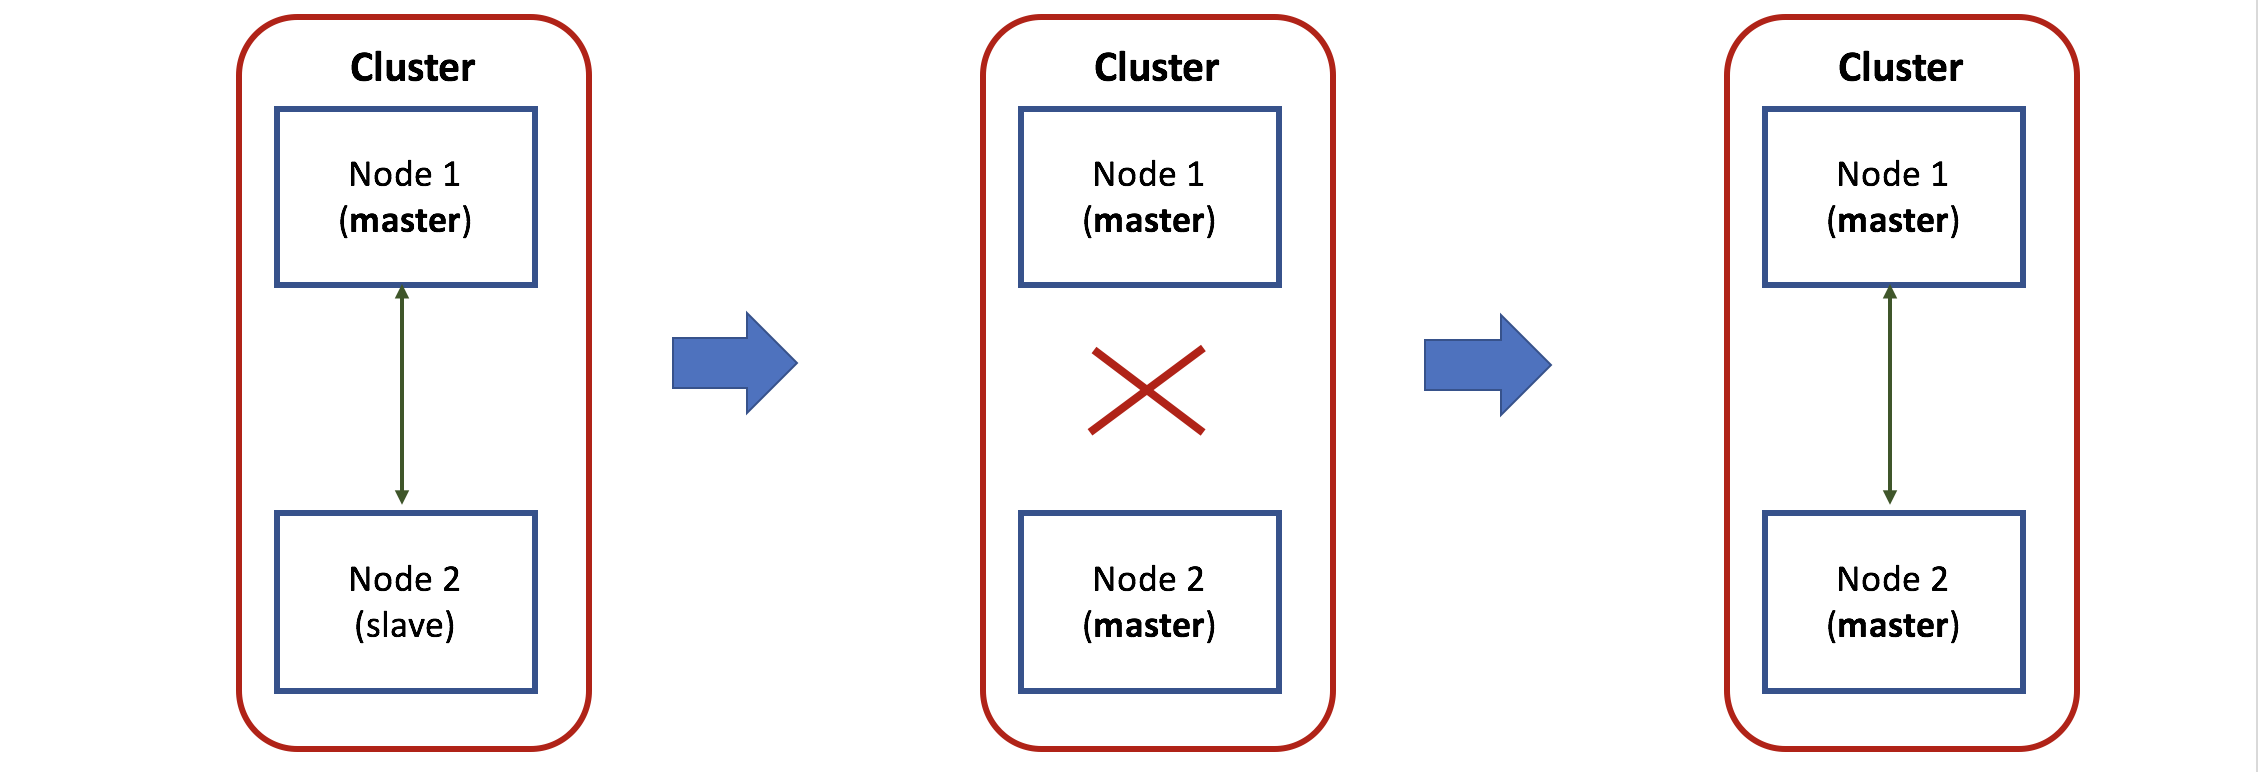 Cluster
Node 1
(master)
Node 2
(slave)
Cluster
Node 1
(master)
Node 2
(master)
Cluster
Node 1
(master)
Node 2
(master)